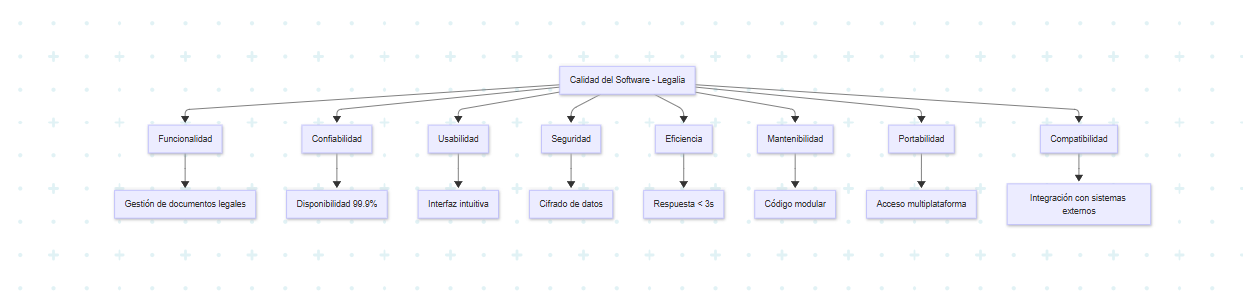 Calidad del Software - Legalia
Funcionalidad
Confiabilidad
Usabilidad
Seguridad
Eficiencia
Mantenibilidad
Portabilidad
Compatibilidad
Gestión de documentos legales
Disponibilidad 99.9%
Interfaz intuitiva
Cifrado de datos
Respuesta < 3s
Código modular
Acceso multiplataforma
Integración con sistemas
externos